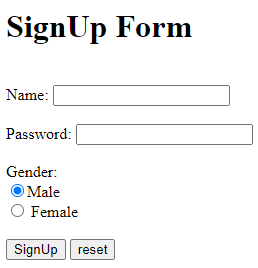 SignUp Form
Name:
Password:
Gender:
Male
Female
SignUp reset